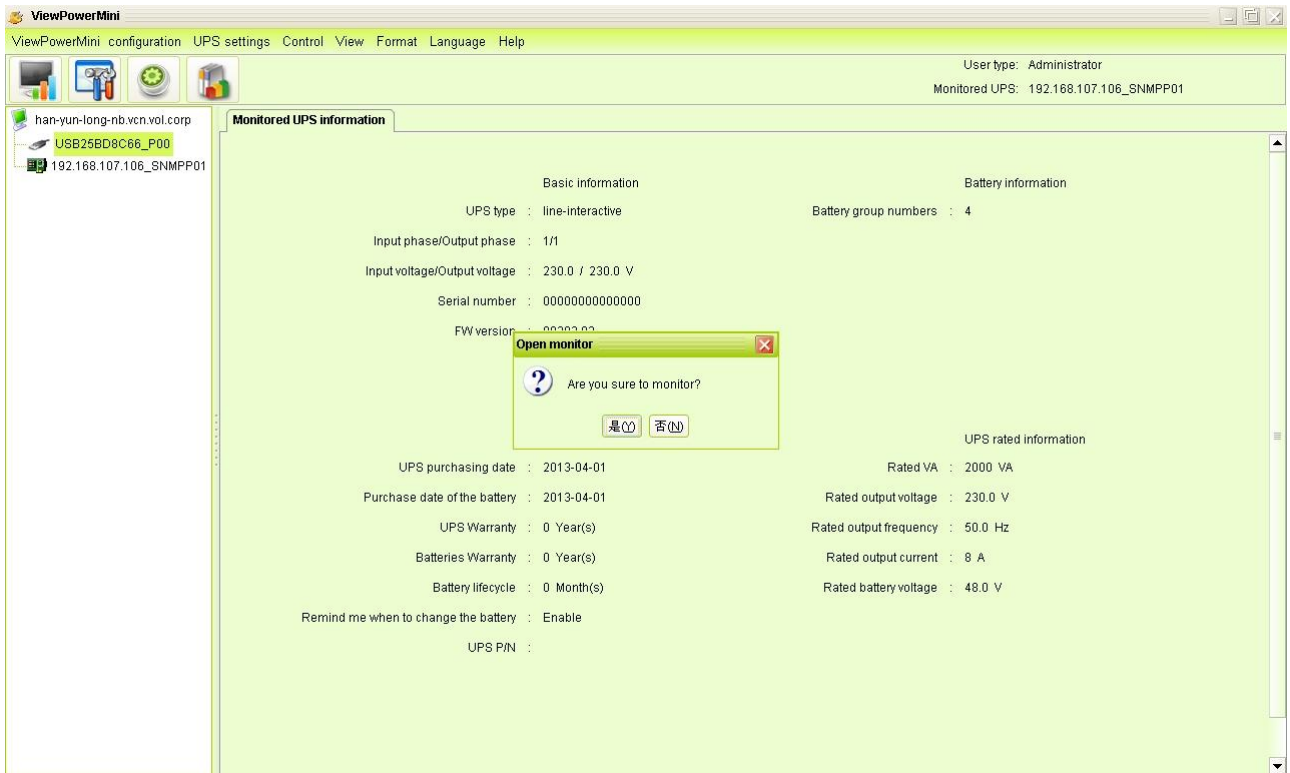 ViewPowerMini
ViewPowerMini configuration UPS settings Control View Format Language Help
User type: Administrator
Monitored UPS: 192.168.107.106_SNMPP01
han-yun-long-nb.vcn.vol.corp
USB25BD8C66_P00
192.168.107.106_SNMPP01
Monitored UPS information
Basic information
UPS type : line-interactive
Input phase/Output phase : 1/1
Input voltage/Output voltage : 230.0 / 230.0 V
Serial number : 00000000000000
FW version :
Battery information
Battery group numbers : 4
Open monitor
Are you sure to monitor?
是(Y) 否(N)
UPS purchasing date : 2013-04-01
Purchase date of the battery : 2013-04-01
UPS Warranty : 0 Year(s)
Batteries Warranty : 0 Year(s)
Battery lifecycle : 0 Month(s)
Remind me when to change the battery : Enable
UPS P/N :
UPS rated information
Rated VA : 2000 VA
Rated output voltage : 230.0 V
Rated output frequency : 50.0 Hz
Rated output current : 8 A
Rated battery voltage : 48.0 V